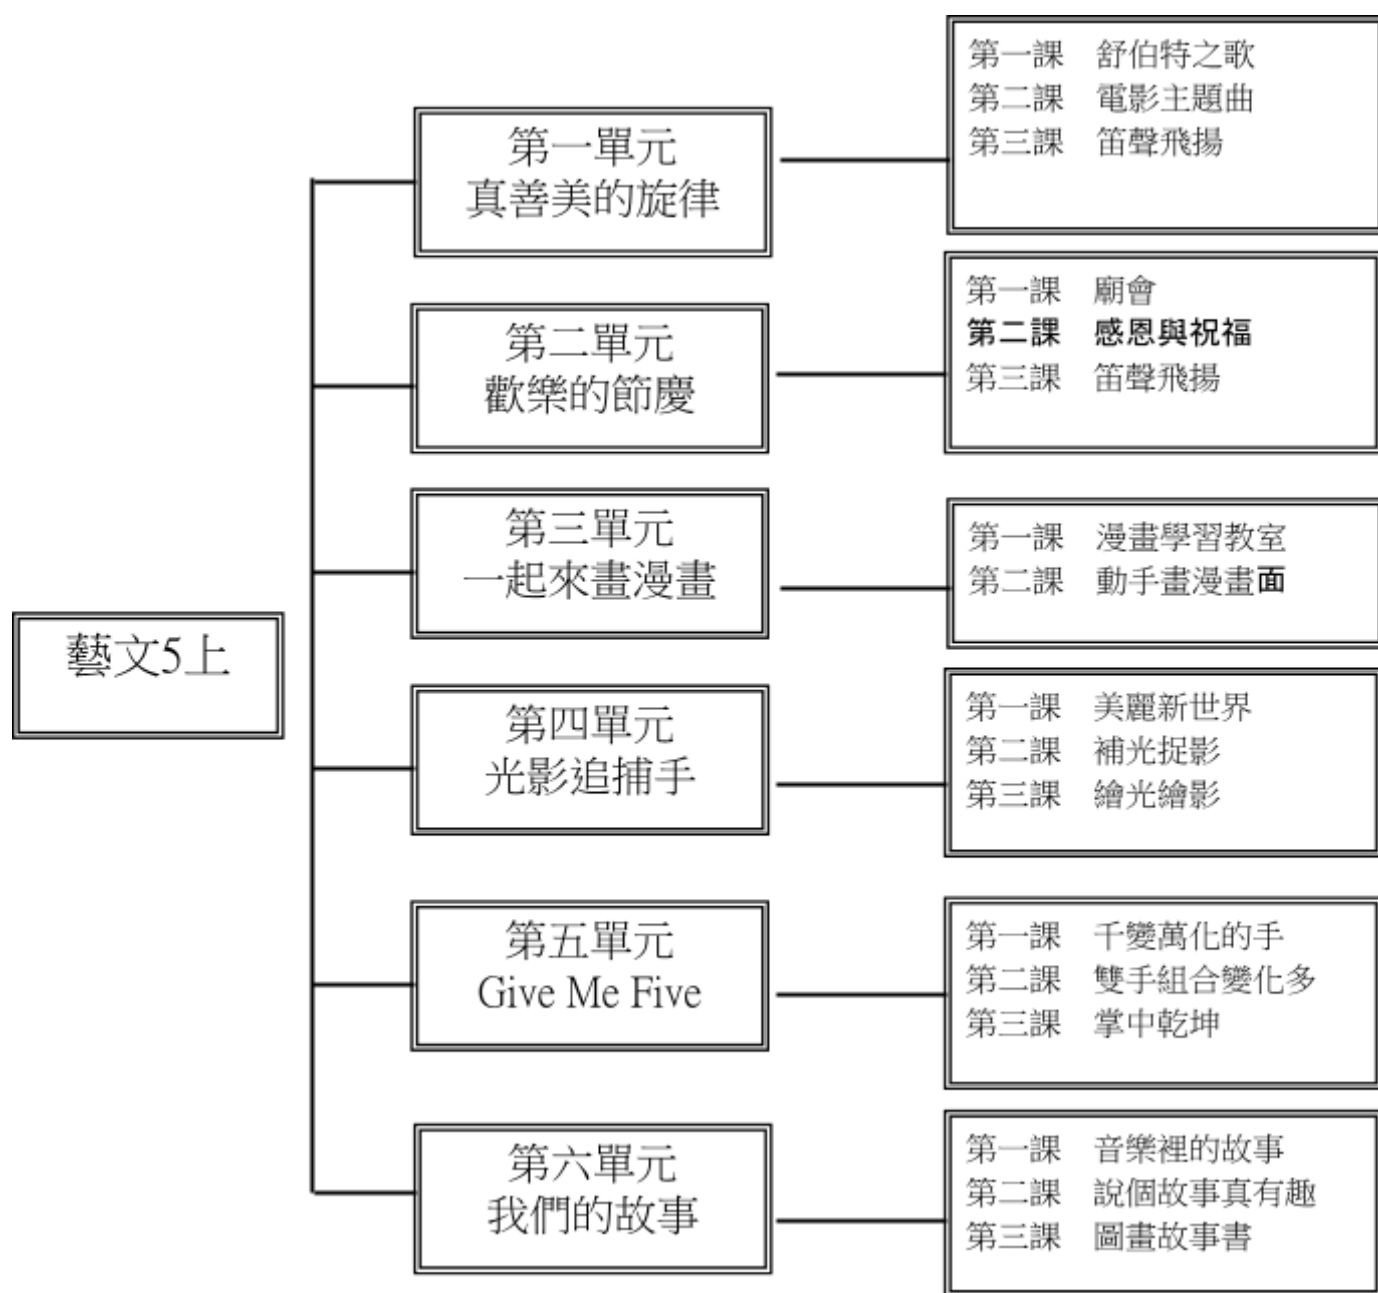 藝文5上
第一單元
真善美的旋律
第一課 舒伯特之歌
第二課 電影主題曲
第三課 笛聲飛揚
第二單元
歡樂的節慶
第一課 廟會
第二課 感恩與祝福
第三課 笛聲飛揚
第三單元
一起來畫漫畫
第一課 漫畫學習教室
第二課 動手畫漫畫面
第四單元
光影追捕手
第一課 美麗新世界
第二課 補光捉影
第三課 繪光繪影
第五單元
Give Me Five
第一課 千變萬化的手
第二課 雙手組合變化多
第三課 掌中乾坤
第六單元
我們的故事
第一課 音樂裡的故事
第二課 說個故事真有趣
第三課 圖畫故事書